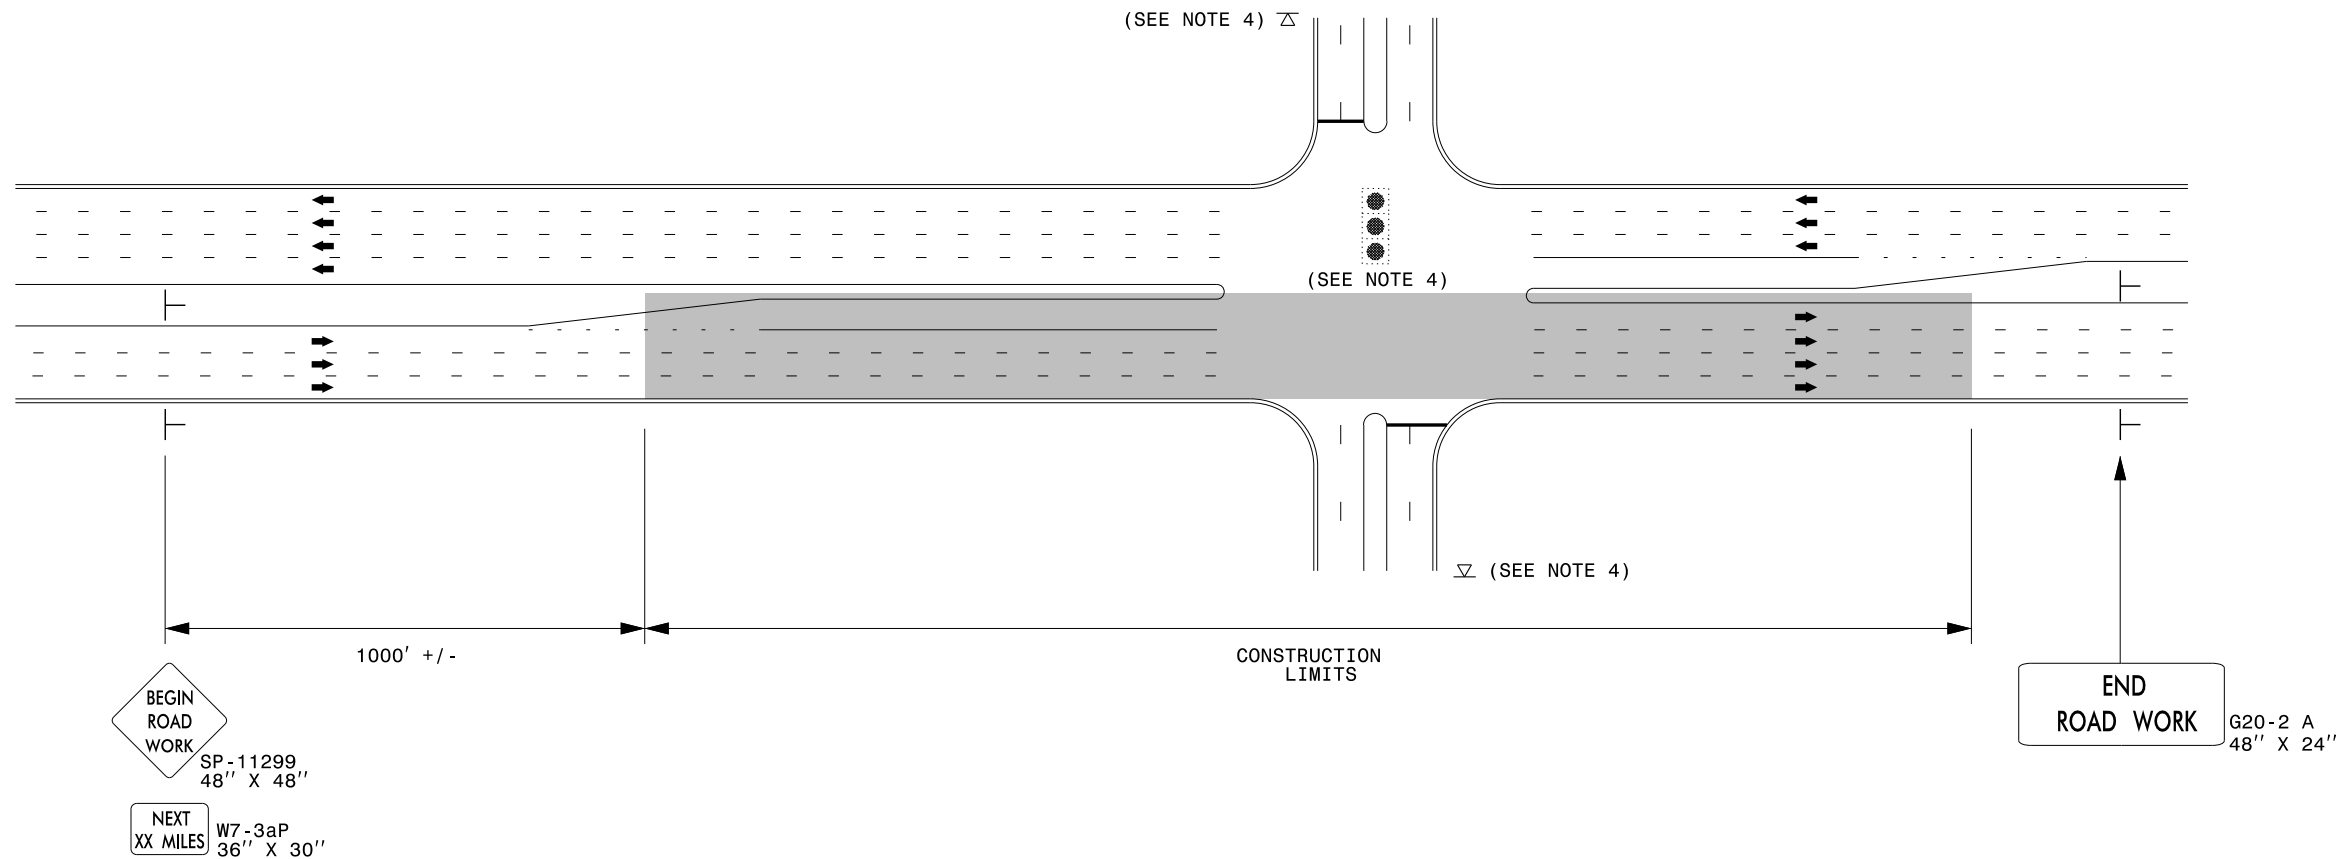 (SEE NOTE 4)
(SEE NOTE 4)
(SEE NOTE 4)
1000' +/-
CONSTRUCTION
LIMITS
BEGIN
ROAD
WORK
SP-11299
48'' X 48''
NEXT
XX MILES
W7-3aP
36'' X 30''
END
ROAD WORK
G20-2 A
48'' X 24''